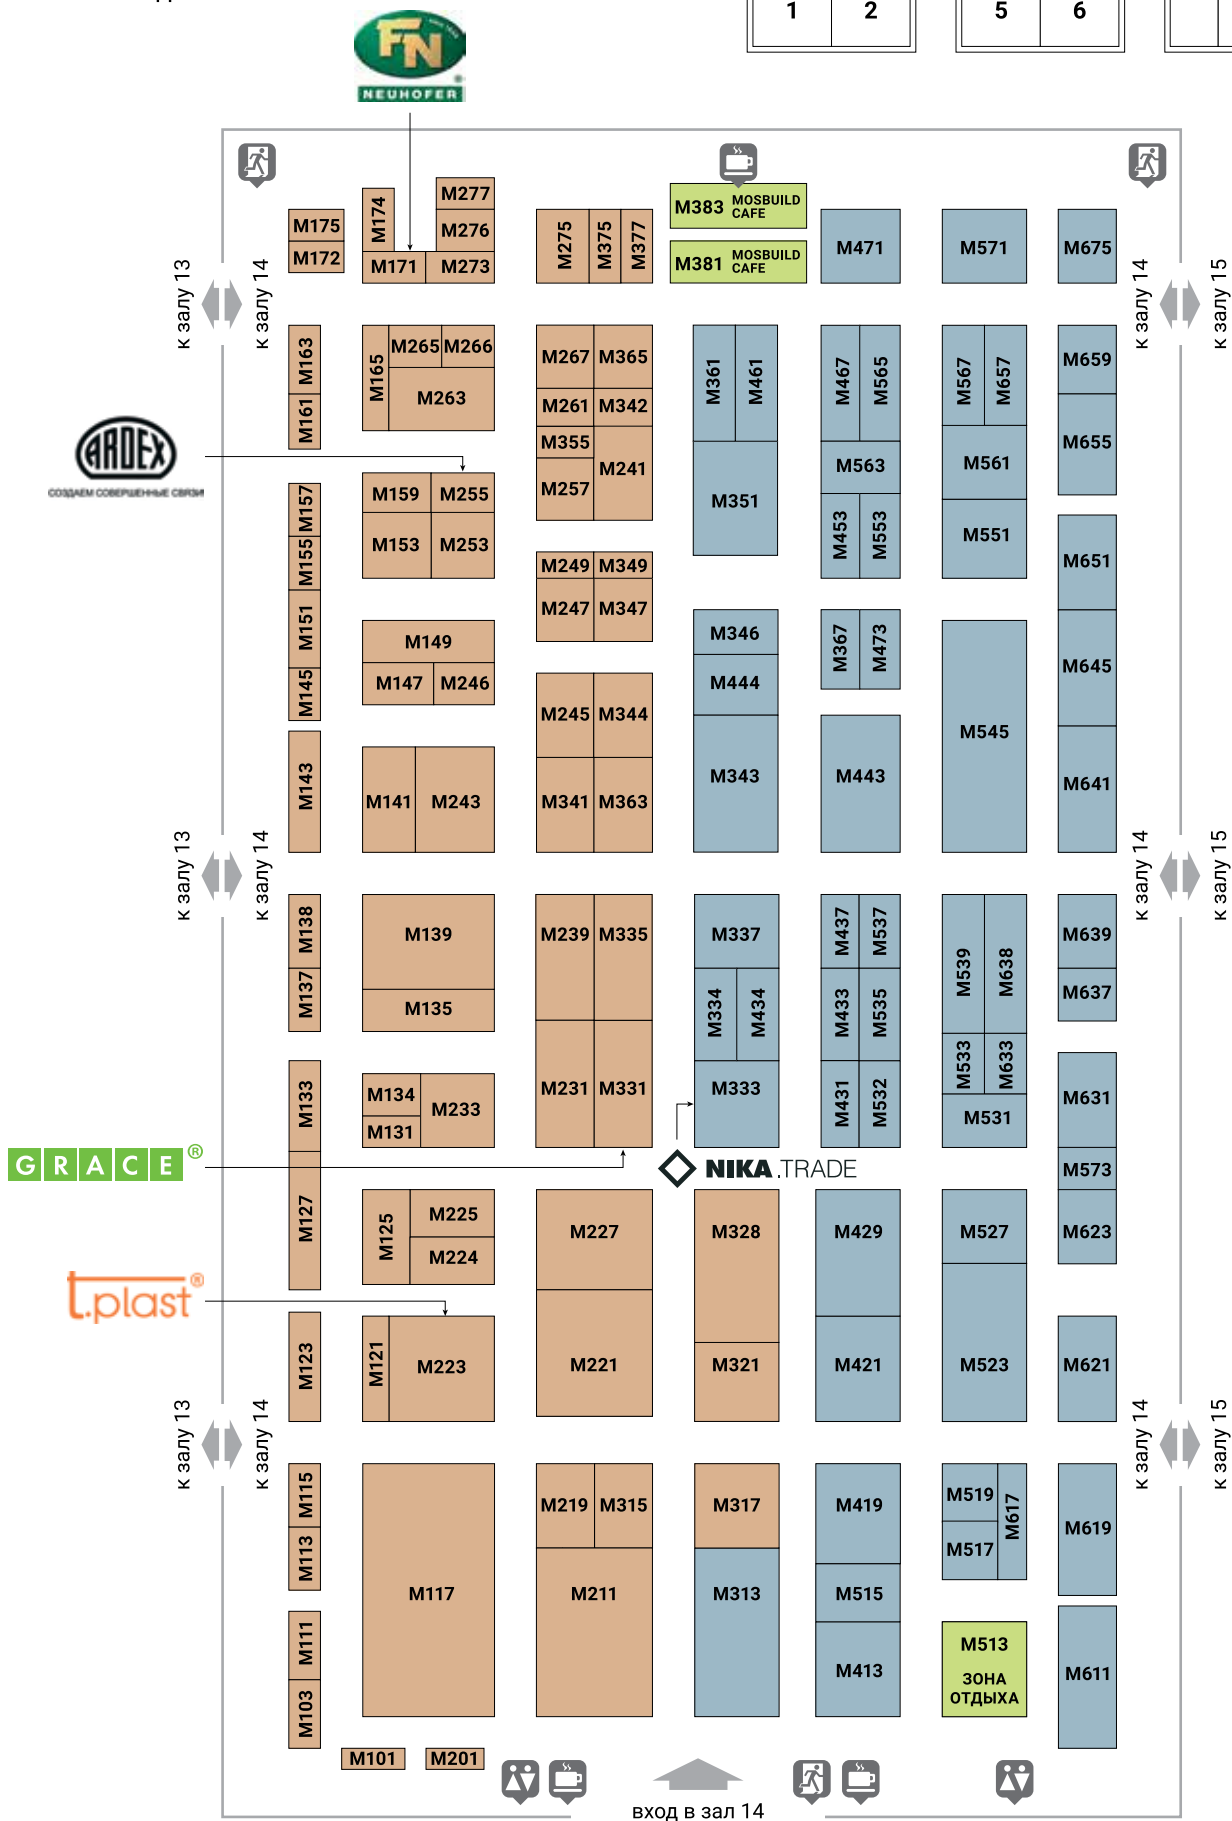 1 2 5 6
FN
NEUHOFER ®
M175
M172
M174
M277
M276
M171 M273
M275 M375 M377
M383 MOSBUILD
CAFE
M381 MOSBUILD
CAFE
M471
M571
M675
к залу 13
к залу 14
к залу 14
к залу 15
M163
M161
M165
M265 M266
M263
M267 M365
M261 M342
M355
M241
M257
M361 M461
M351
M467 M565
M563
M453 M553
M567 M657
M561
M551
M659
M655
ARDEX
СОЗДАЕМ СОВЕРШЕННЫЕ СВЯЗИ
M157
M155
M151
M145
M143
M159 M255
M153 M253
M249 M349
M247 M347
M149
M147 M246
M245 M344
M341 M363
M141 M243
M346
M444
M343
M367 M473
M443
M545
M651
M645
M641
к залу 13
к залу 14
к залу 14
к залу 15
M138
M137
M139
M135
M239 M335
M231 M331
M337
M334 M434
M333
M437 M537
M433 M535
M431 M532
M539 M638
M533 M633
M531
M639
M637
M133
M127
M134
M131
M233
M631
M573
M623
GRACE ®
NIKA.TRADE
M125
M225
M224
M227
M221
M328
M321
M429
M421
M527
M523
t.plast ®
M123
M121
M223
M621
к залу 13
к залу 14
к залу 14
к залу 15
M115
M113
M111
M103
M117
M219 M315
M211
M317
M313
M419
M515
M413
M519
M517
M617
M513
ЗОНА
ОТДЫХА
M619
M611
M101 M201
вход в зал 14